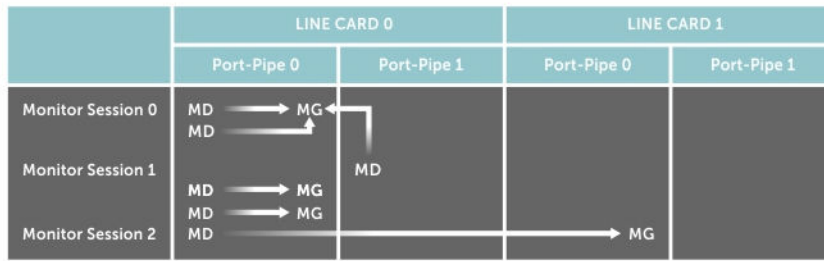 LINE CARD 0 LINE CARD 1
Port-Pipe 0 Port-Pipe 1 Port-Pipe 0 Port-Pipe 1
Monitor Session 0 MD MG
MD
Monitor Session 1 MD
MD MG
MD MG
Monitor Session 2 MD MG